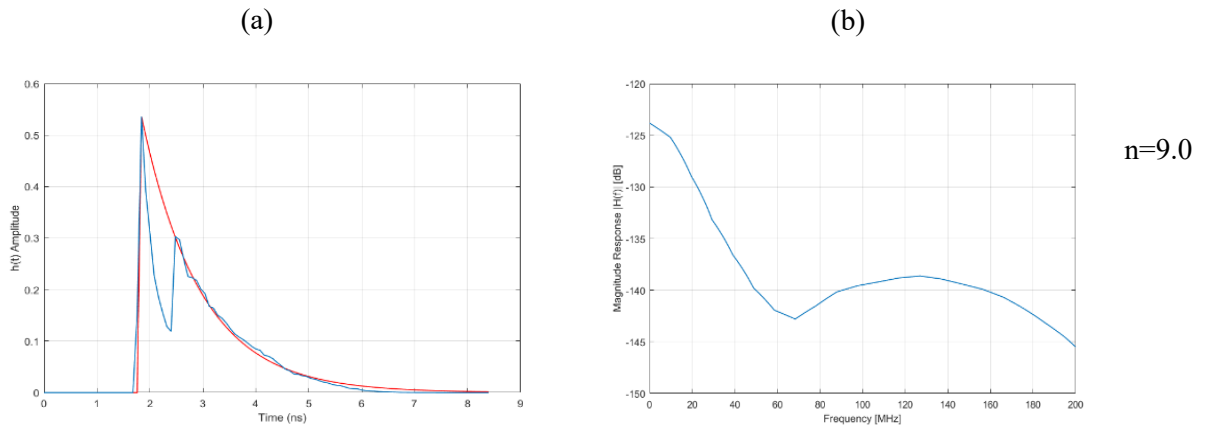 (a)
(b)
0.6
0.5
0.4
0.3
0.2
0.1
0
h(t) Amplitude
0 1 2 3 4 5 6 7 8 9
Time (ns)
-120
-125
-130
-135
-140
-145
-150
Magnitude Response |H(f)| [dB]
0 20 40 60 80 100 120 140 160 180 200
Frequency [MHz]
n=9.0